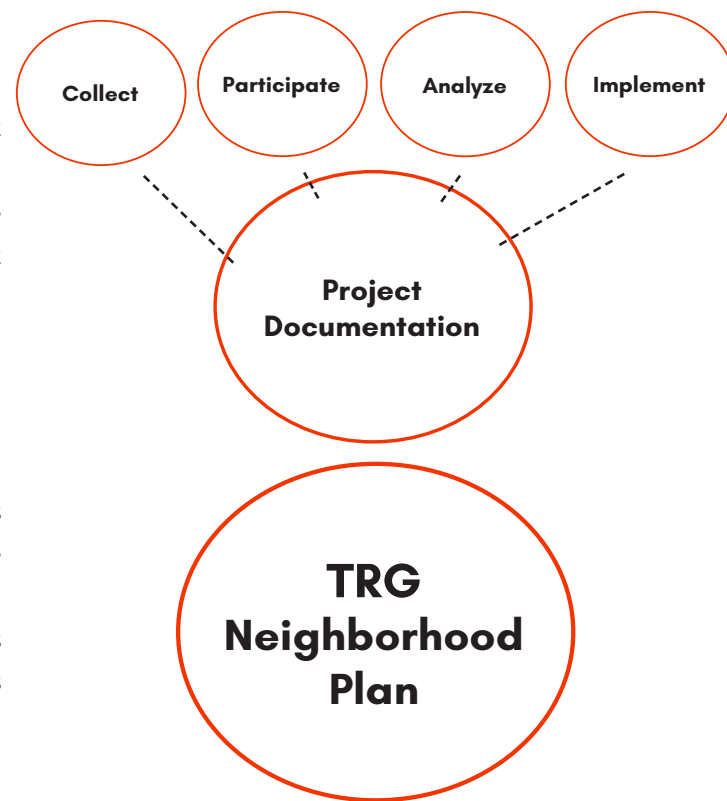 Collect
Participate
Analyze
Implement
Project
Documentation
TRG
Neighborhood
Plan